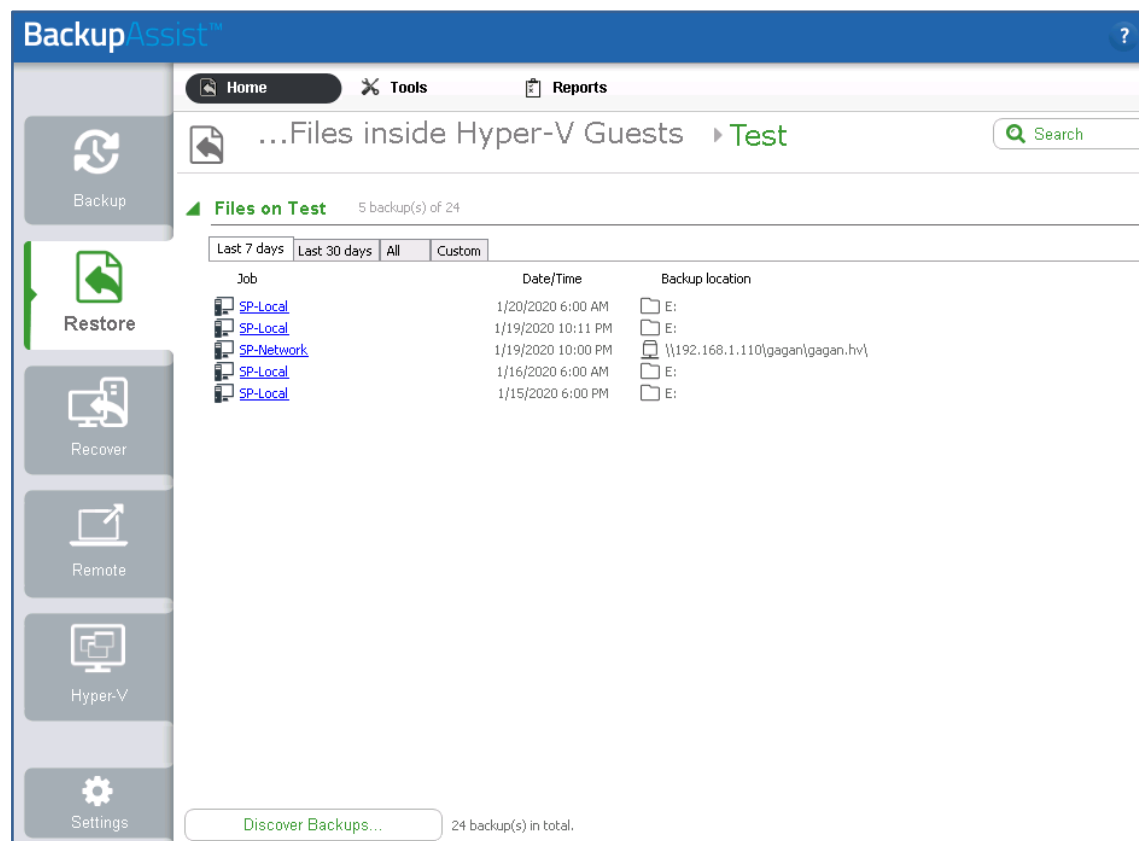 BackupAssist™ ?
Home Tools Reports
...Files inside Hyper-V Guests Test Search
Backup
Files on Test 5 backup(s) of 24
Last 7 days Last 30 days All Custom
Job Date/Time Backup location
SP-Local 1/20/2020 6:00 AM E:
Restore
SP-Local 1/19/2020 10:11 PM E:
SP-Network 1/19/2020 10:00 PM \\192.168.1.110\gagan\gagan.hv\
SP-Local 1/16/2020 6:00 AM E:
SP-Local 1/15/2020 6:00 PM E:
Recover
Remote
Hyper-V
Settings
Discover Backups... 24 backup(s) in total.